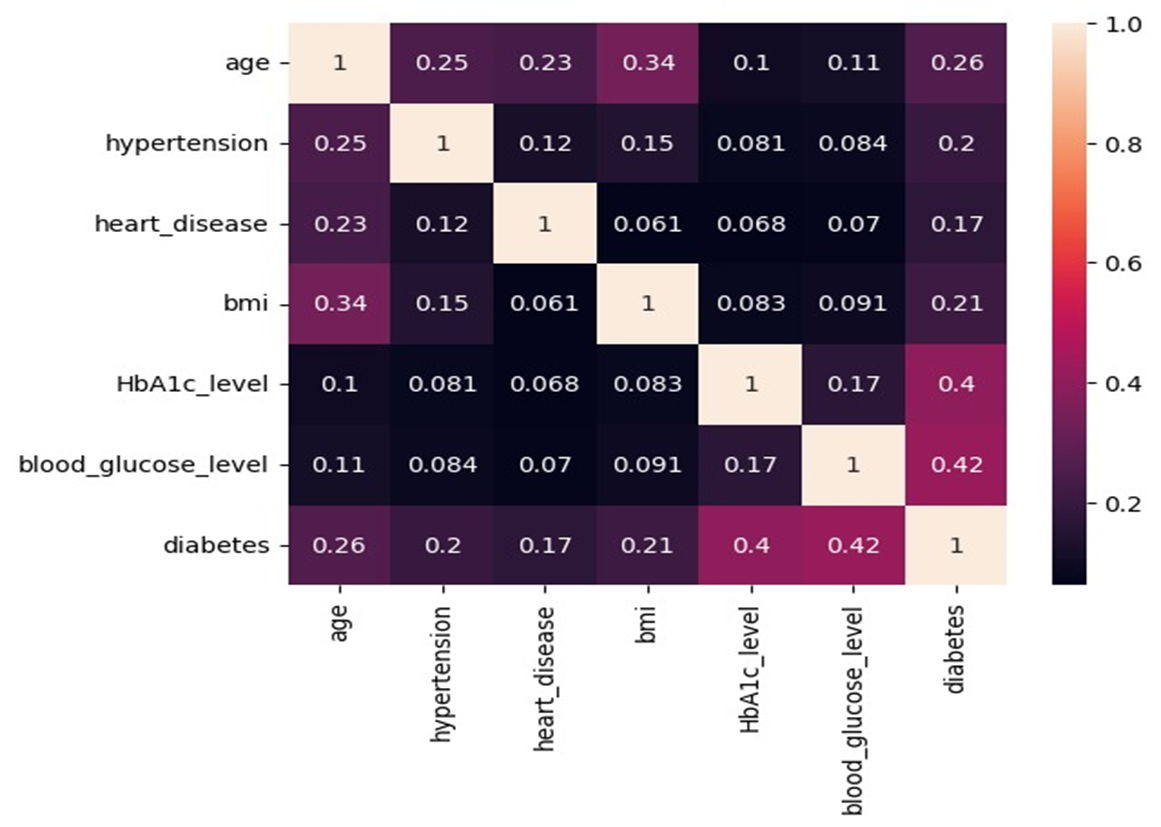 age 1 0.25 0.23 0.34 0.1 0.11 0.26
hypertension 0.25 1 0.12 0.15 0.081 0.084 0.2
heart_disease 0.23 0.12 1 0.061 0.068 0.07 0.17
bmi 0.34 0.15 0.061 1 0.083 0.091 0.21
HbA1c_level 0.1 0.081 0.068 0.083 1 0.17 0.4
blood_glucose_level 0.11 0.084 0.07 0.091 0.17 1 0.42
diabetes 0.26 0.2 0.17 0.21 0.4 0.42 1
age
hypertension
heart_disease
bmi
HbA1c_level
blood_glucose_level
diabetes
1.0
0.8
0.6
0.4
0.2